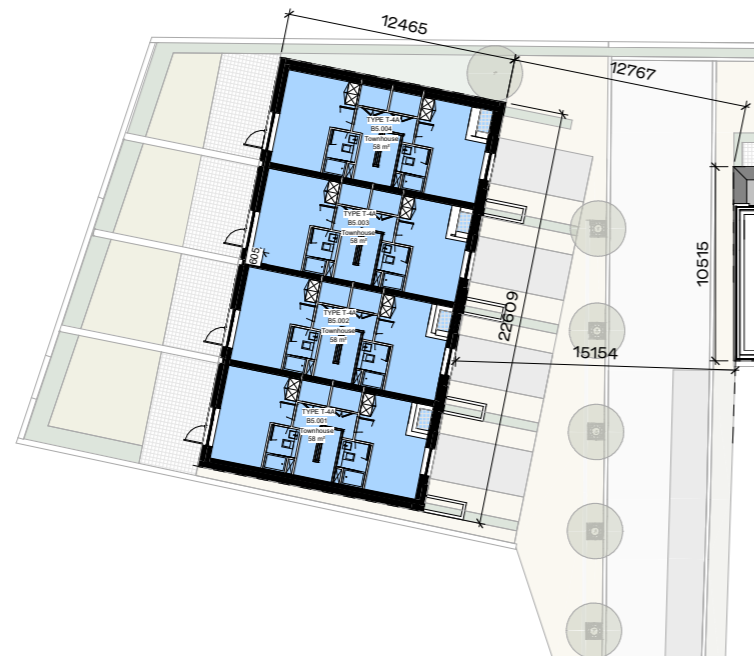 12465
12767
TYPE T-4A
B5.004
Townhouse
58 m²
TYPE T-4A
B5.003
Townhouse
58 m²
605
10515
22609
TYPE T-4A
B5.002
Townhouse
58 m²
15154
TYPE T-4A
B5.001
Townhouse
58 m²